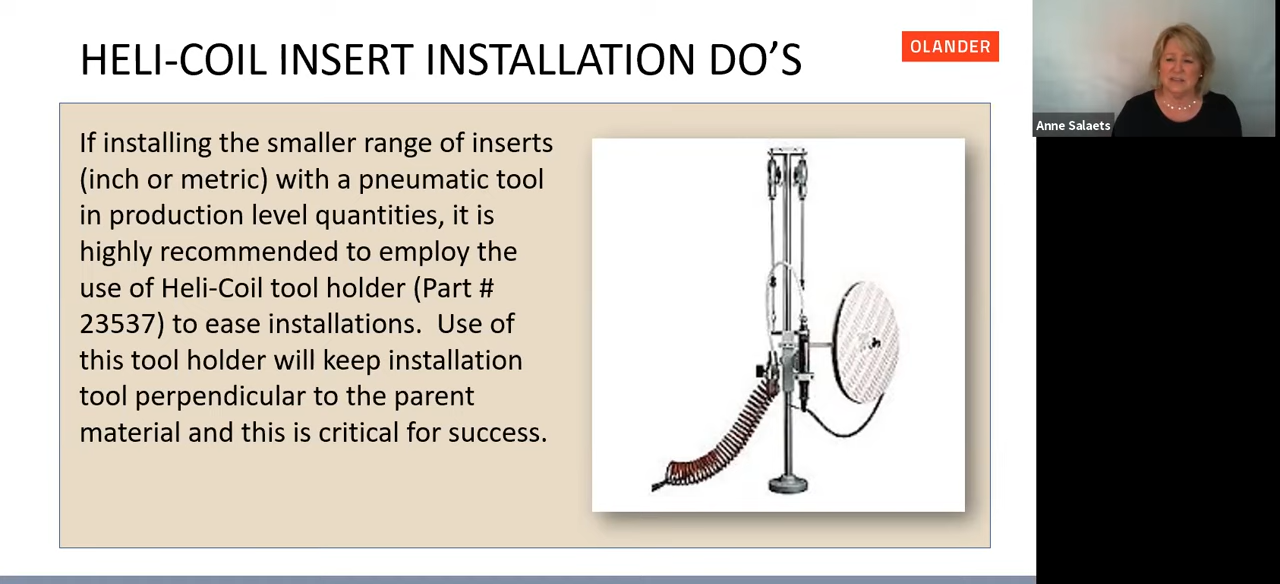 HELI-COIL INSERT INSTALLATION DO’S
OLANDER
If installing the smaller range of inserts
(inch or metric) with a pneumatic tool
in production level quantities, it is
highly recommended to employ the
use of Heli-Coil tool holder (Part #
23537) to ease installations.  Use of
this tool holder will keep installation
tool perpendicular to the parent
material and this is critical for success.
Anne Salaets